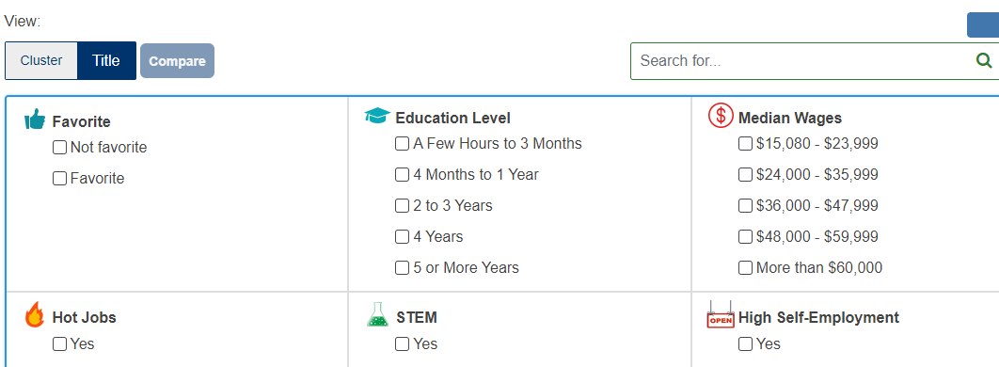 View:
Cluster Title Compare
Search for...
Favorite
Not favorite
Favorite
Education Level
A Few Hours to 3 Months
4 Months to 1 Year
2 to 3 Years
4 Years
5 or More Years
Median Wages
$15,080 - $23,999
$24,000 - $35,999
$36,000 - $47,999
$48,000 - $59,999
More than $60,000
Hot Jobs
Yes
STEM
Yes
OPEN
High Self-Employment
Yes